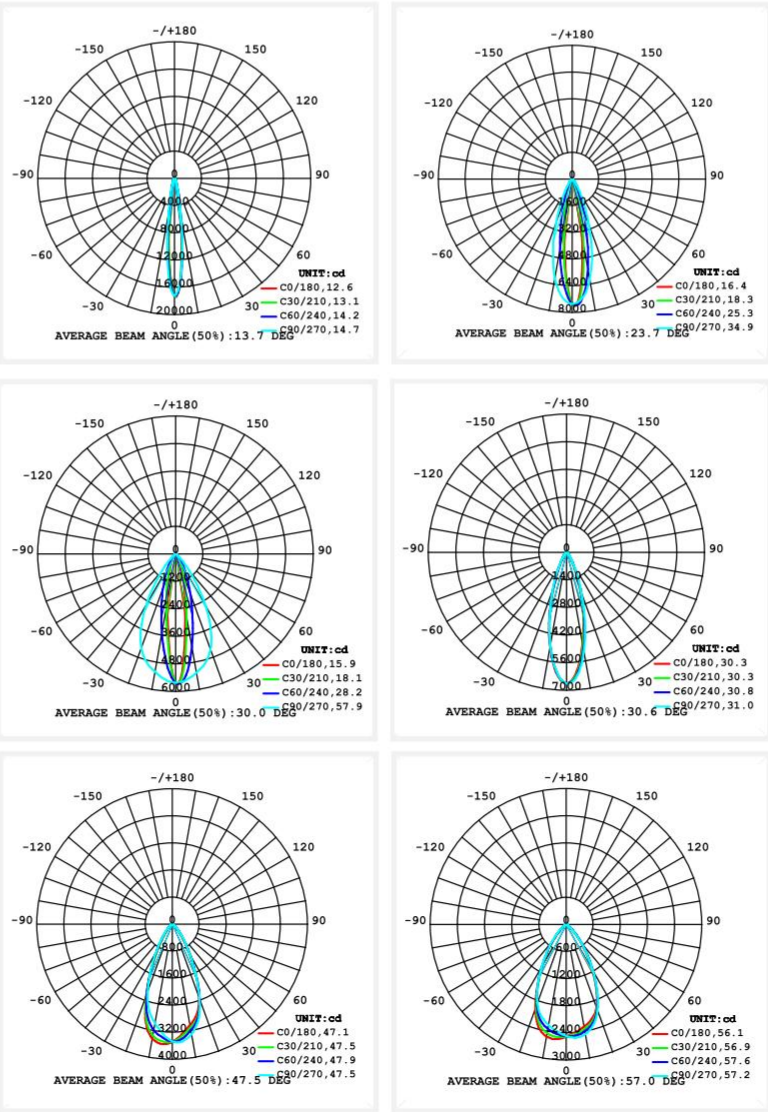 -/+180
-150 150
-120 120
-90 0 90
4000
8000
12000
-60 60
UNIT:cd
16000
C0/180,12.6
-30 30
C30/210,13.1
20000
C60/240,14.2
0
C90/270,14.7
AVERAGE BEAM ANGLE(50%):13.7 DEG
-/+180
-150 150
-120 120
-90 0 90
1600
3200
4800
-60 60
UNIT:cd
6400
C0/180,16.4
-30 30
C30/210,18.3
8000
C60/240,25.3
0
C90/270,34.9
AVERAGE BEAM ANGLE(50%):23.7 DEG
-/+180
-150 150
-120 120
-90 0 90
1200
2400
3600
-60 60
UNIT:cd
4800
C0/180,15.9
-30 30
C30/210,18.1
6000
C60/240,28.2
0
C90/270,57.9
AVERAGE BEAM ANGLE(50%):30.0 DEG
-/+180
-150 150
-120 120
-90 0 90
1400
2800
4200
-60 60
UNIT:cd
5600
C0/180,30.3
-30 30
C30/210,30.3
7000
C60/240,30.8
0
C90/270,31.0
AVERAGE BEAM ANGLE(50%):30.6 DEG
-/+180
-150 150
-120 120
-90 0 90
800
1600
2400
-60 60
UNIT:cd
3200
C0/180,47.1
-30 30
C30/210,47.5
4000
C60/240,47.9
0
C90/270,47.5
AVERAGE BEAM ANGLE(50%):47.5 DEG
-/+180
-150 150
-120 120
-90 0 90
600
1200
1800
-60 60
UNIT:cd
2400
C0/180,56.1
-30 30
C30/210,56.9
3000
C60/240,57.6
0
C90/270,57.2
AVERAGE BEAM ANGLE(50%):57.0 DEG